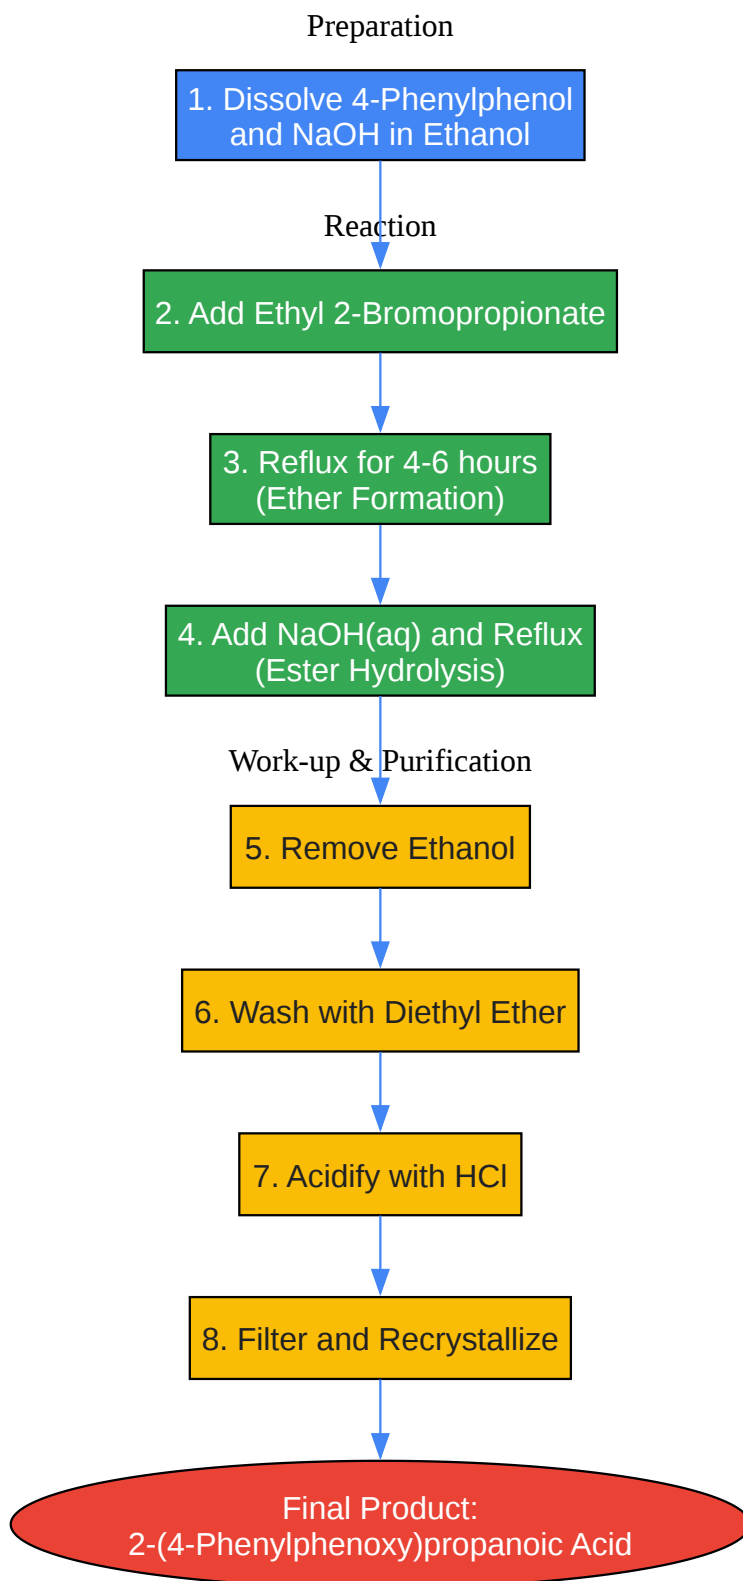 Preparation
1. Dissolve 4-Phenylphenol
and NaOH in Ethanol
Reaction
2. Add Ethyl 2-Bromopropionate
3. Reflux for 4-6 hours
(Ether Formation)
4. Add NaOH(aq) and Reflux
(Ester Hydrolysis)
Work-up & Purification
5. Remove Ethanol
6. Wash with Diethyl Ether
7. Acidify with HCl
8. Filter and Recrystallize
Final Product:
2-(4-Phenylphenoxy)propanoic Acid